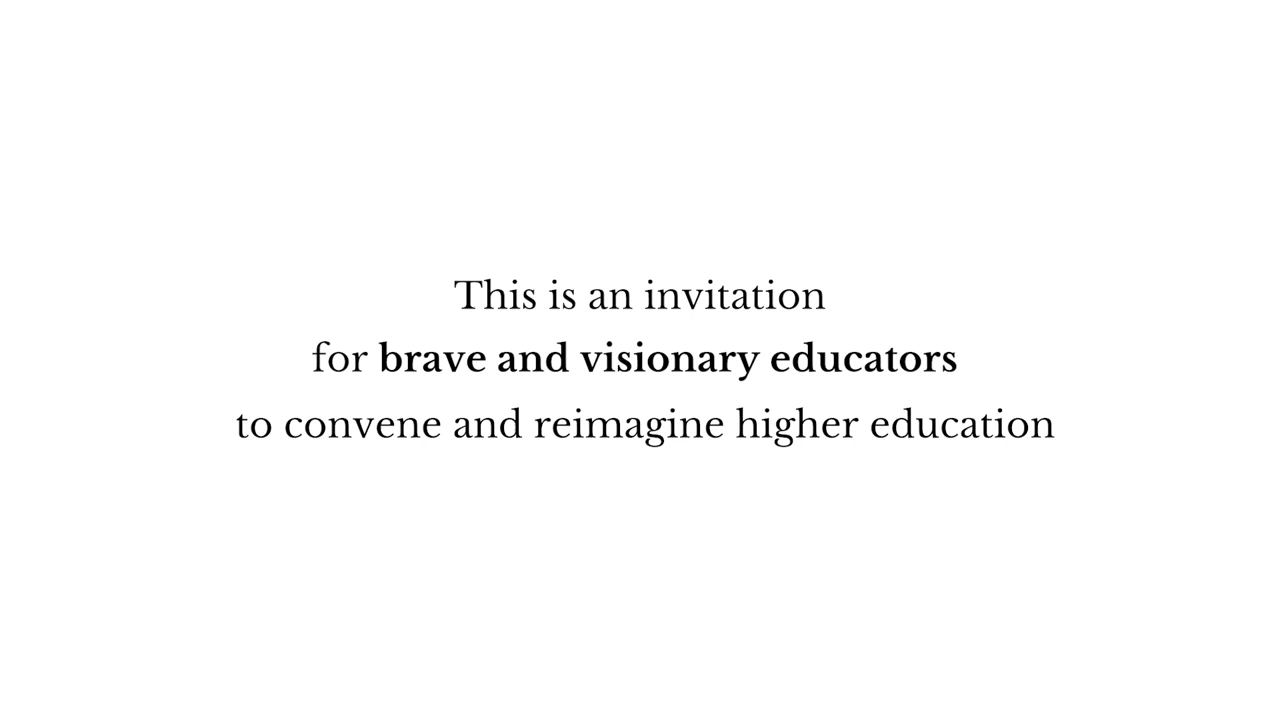 This is an invitation
for brave and visionary educators
to convene and reimagine higher education